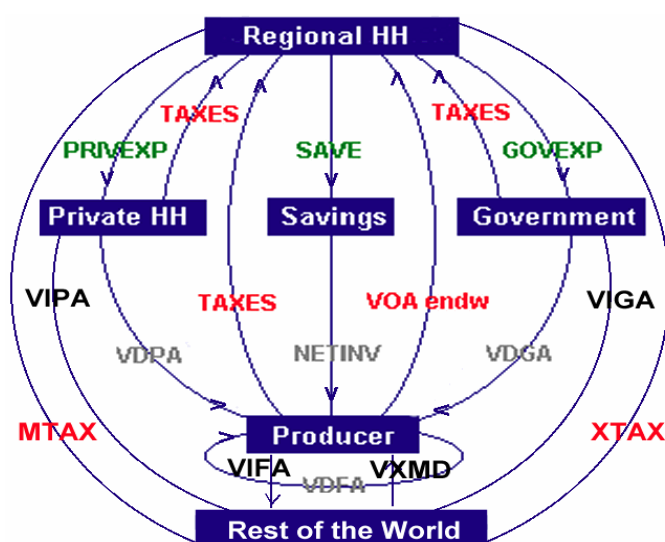 Regional HH
TAXES
TAXES
PRIVEXP
SAVE
GOVEXP
Private HH
Savings
Government
VIPA
TAXES
VOA endw
VIGA
VDPA
NETINV
VDGA
MTAX
Producer
XTAX
VIFA
VXMD
VDFA
Rest of the World